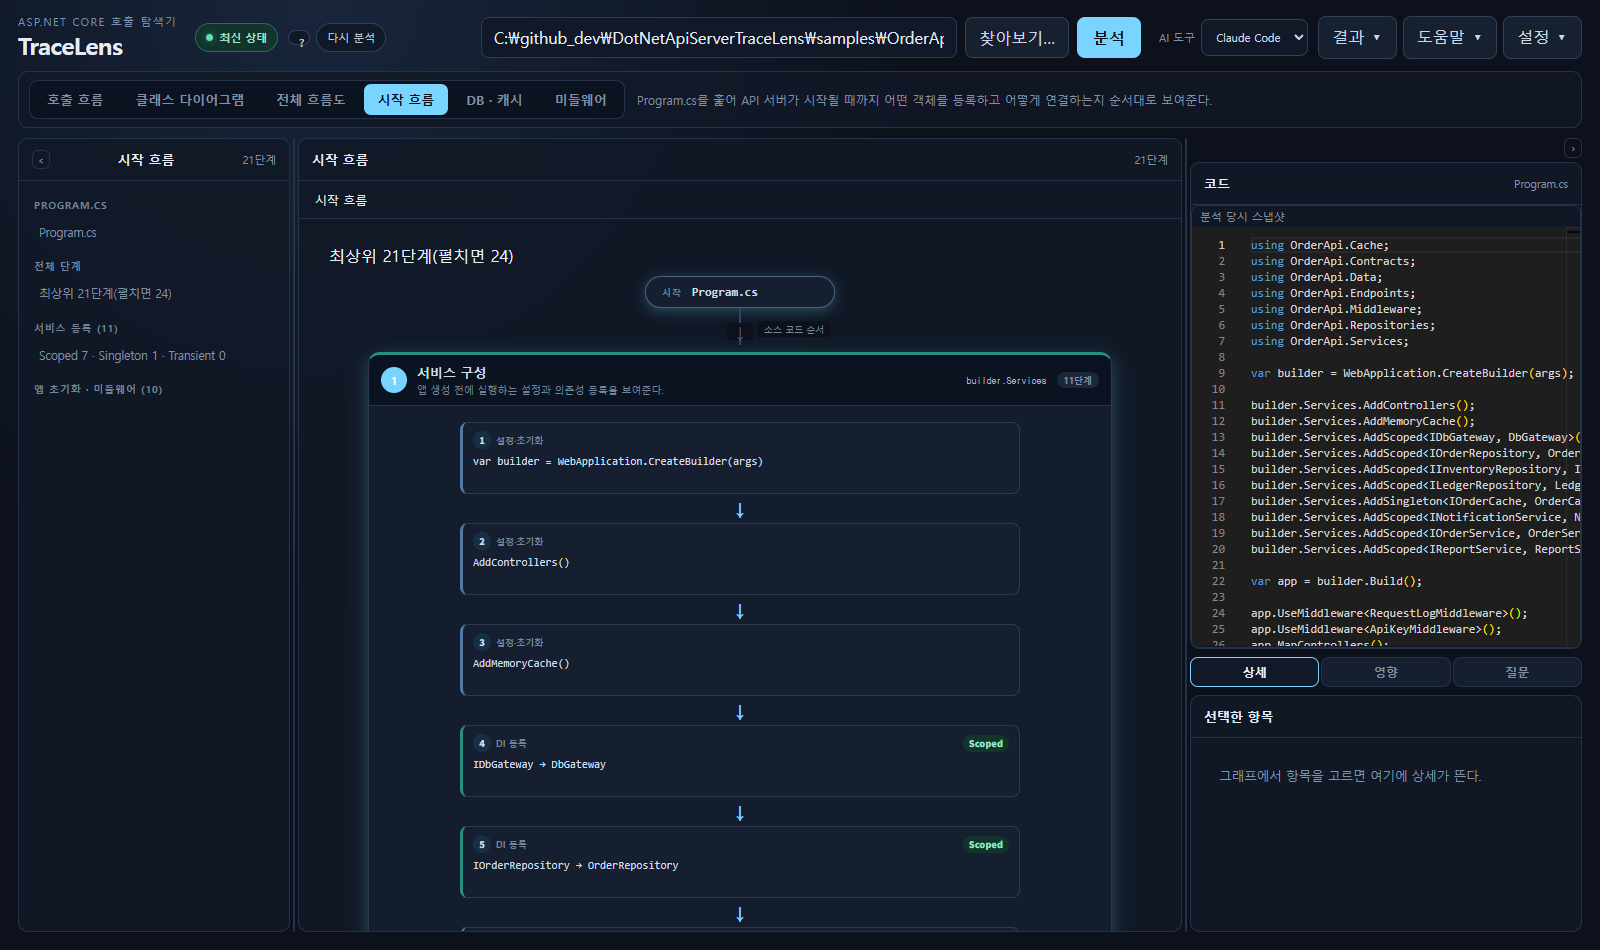 ASP.NET CORE 호출 탐색기
TraceLens
최신 상태
?
다시 분석
C:₩github_dev₩DotNetApiServerTraceLens₩samples₩OrderAp
찾아보기...
분석
AI 도구
Claude Code
결과 ▼
도움말 ▼
설정 ▼
호출 흐름
클래스 다이어그램
전체 흐름도
시작 흐름
DB · 캐시
미들웨어
Program.cs를 훑어 API 서버가 시작될 때까지 어떤 객체를 등록하고 어떻게 연결하는지 순서대로 보여준다.
‹
시작 흐름
21단계
PROGRAM.CS
Program.cs
전체 단계
최상위 21단계(펼치면 24)
서비스 등록 (11)
Scoped 7 · Singleton 1 · Transient 0
앱 초기화 · 미들웨어 (10)
시작 흐름
21단계
시작 흐름
최상위 21단계(펼치면 24)
시작 Program.cs
소스 코드 순서
1
서비스 구성
앱 생성 전에 실행하는 설정과 의존성 등록을 보여준다.
builder.Services
11단계
1 설정·초기화
var builder = WebApplication.CreateBuilder(args)
↓
2 설정·초기화
AddControllers()
↓
3 설정·초기화
AddMemoryCache()
↓
4 DI 등록
Scoped
IDbGateway → DbGateway
↓
5 DI 등록
Scoped
IOrderRepository → OrderRepository
↓
›
코드
Program.cs
분석 당시 스냅샷
1 using OrderApi.Cache;
2 using OrderApi.Contracts;
3 using OrderApi.Data;
4 using OrderApi.Endpoints;
5 using OrderApi.Middleware;
6 using OrderApi.Repositories;
7 using OrderApi.Services;
8
9 var builder = WebApplication.CreateBuilder(args);
10
11 builder.Services.AddControllers();
12 builder.Services.AddMemoryCache();
13 builder.Services.AddScoped<IDbGateway, DbGateway>(
14 builder.Services.AddScoped<IOrderRepository, Order
15 builder.Services.AddScoped<IInventoryRepository, I
16 builder.Services.AddScoped<ILedgerRepository, Ledg
17 builder.Services.AddSingleton<IOrderCache, OrderCa
18 builder.Services.AddScoped<INotificationService, N
19 builder.Services.AddScoped<IOrderService, OrderSer
20 builder.Services.AddScoped<IReportService, ReportS
21
22 var app = builder.Build();
23
24 app.UseMiddleware<RequestLogMiddleware>();
25 app.UseMiddleware<ApiKeyMiddleware>();
26 app.MapControllers();
상세
영향
질문
선택한 항목
그래프에서 항목을 고르면 여기에 상세가 뜬다.